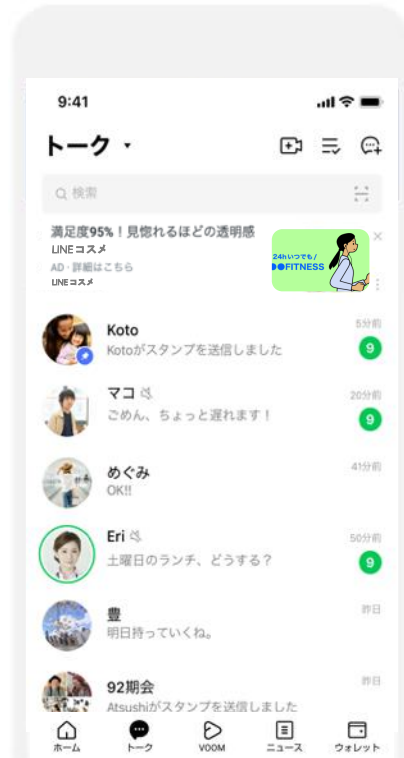 9:41
トーク
検索
満足度95%！見惚れるほどの透明感
LINEコスメ
AD・詳細はこちら
LINEコスメ
24hいつでも/
●●FITNESS
Koto
5分前
Kotoがスタンプを送信しました
9
マコ
20分前
ごめん、ちょっと遅れます！
9
めぐみ
41分前
OK!!
Eri
50分前
土曜日のランチ、どうする？
9
豊
昨日
明日持っていくね。
92期会
昨日
Atsushiがスタンプを送信しました
ホーム
トーク
VOOM
ニュース
ウォレット